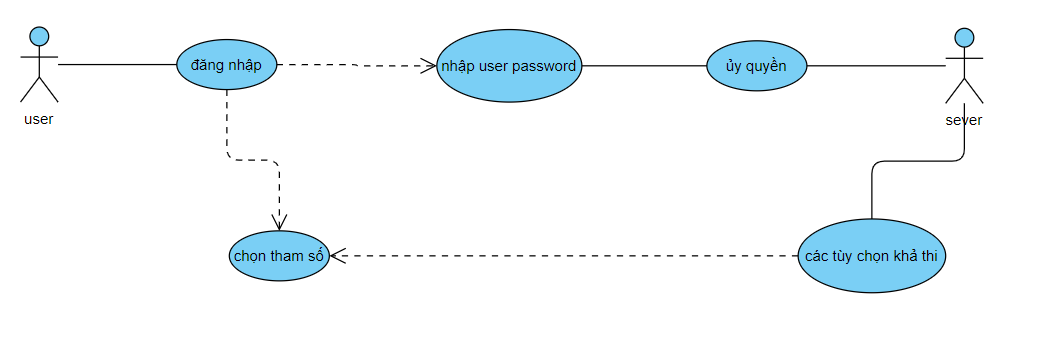 đăng nhập
nhập user password
ủy quyền
user
sever
chọn tham số
các tùy chọn khả thi